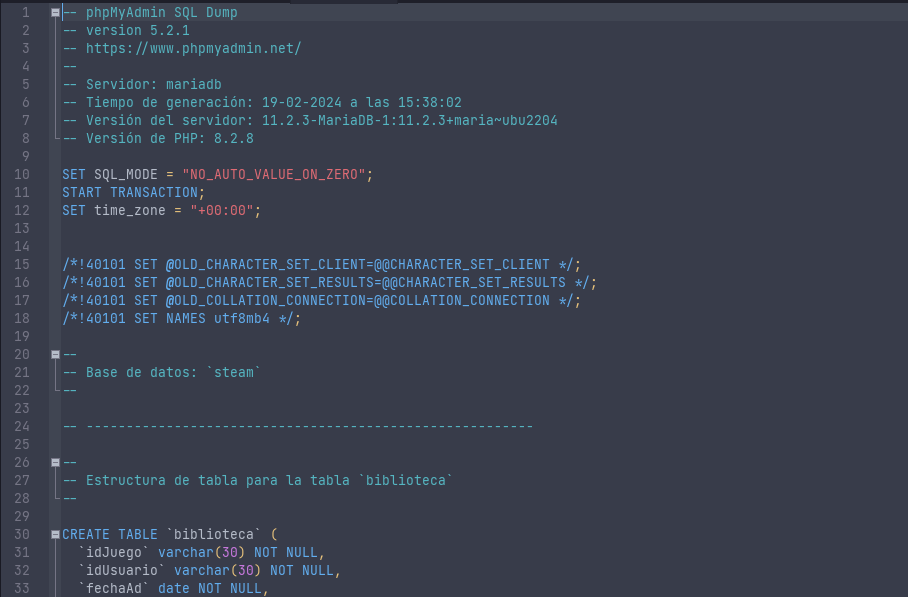 1 -- phpMyAdmin SQL Dump
2 -- version 5.2.1
3 -- https://www.phpmyadmin.net/
4 --
5 -- Servidor: mariadb
6 -- Tiempo de generación: 19-02-2024 a las 15:38:02
7 -- Versión del servidor: 11.2.3-MariaDB-1:11.2.3+maria~ubu2204
8 -- Versión de PHP: 8.2.8
9
10 SET SQL_MODE = "NO_AUTO_VALUE_ON_ZERO";
11 START TRANSACTION;
12 SET time_zone = "+00:00";
13
14
15 /*!40101 SET @OLD_CHARACTER_SET_CLIENT=@@CHARACTER_SET_CLIENT */;
16 /*!40101 SET @OLD_CHARACTER_SET_RESULTS=@@CHARACTER_SET_RESULTS */;
17 /*!40101 SET @OLD_COLLATION_CONNECTION=@@COLLATION_CONNECTION */;
18 /*!40101 SET NAMES utf8mb4 */;
19
20 --
21 -- Base de datos: `steam`
22 --
23
24 -- --------------------------------------------------------
25
26 --
27 -- Estructura de tabla para la tabla `biblioteca`
28 --
29
30 CREATE TABLE `biblioteca` (
31 `idJuego` varchar(30) NOT NULL,
32 `idUsuario` varchar(30) NOT NULL,
33 `fechaAd` date NOT NULL,